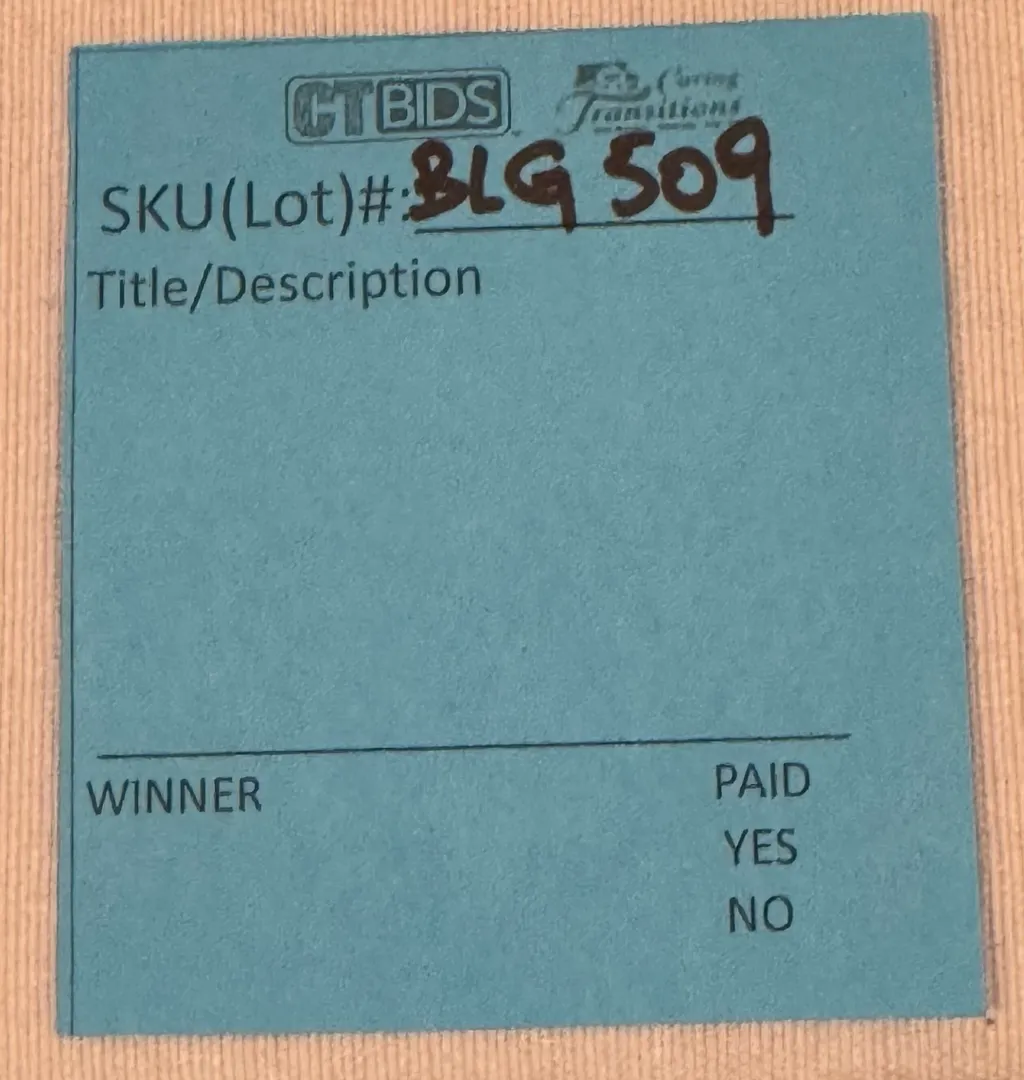 CTBIDS Caring Transitions
SKU(Lot)#: BLG 509
Title/Description
WINNER PAID
YES
NO